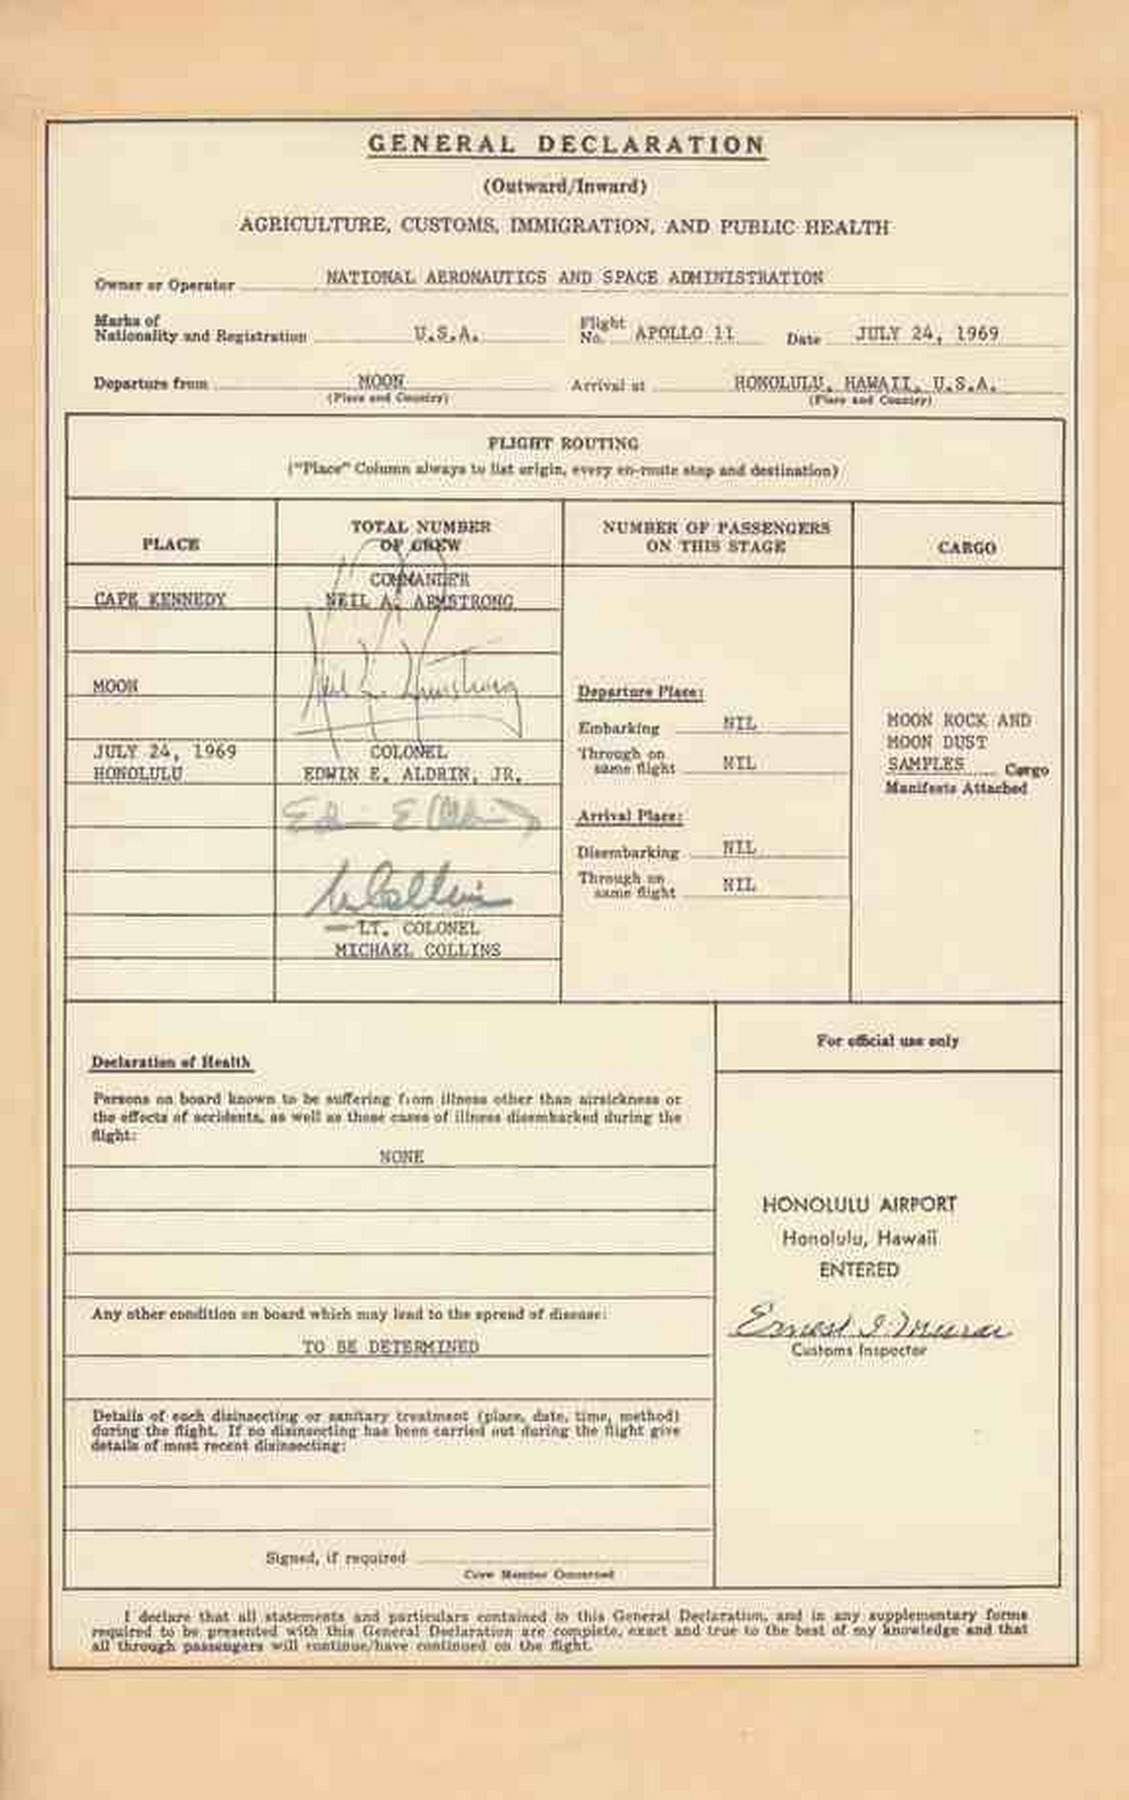 GENERAL DECLARATION
(Outward/Inward)
AGRICULTURE, CUSTOMS, IMMIGRATION, AND PUBLIC HEALTH
Owner or Operator NATIONAL AERONAUTICS AND SPACE ADMINISTRATION
Marks of
Nationality and Registration U.S.A. Flight No. APOLLO 11 Date JULY 24, 1969
Departure from MOON Arrival at HONOLULU, HAWAII, U.S.A.
(Place and Country) (Place and Country)
FLIGHT ROUTING
("Place" Column always to list origin, every en-route stop and destination)
PLACE
TOTAL NUMBER
OF CREW
NUMBER OF PASSENGERS
ON THIS STAGE
CARGO
CAPE KENNEDY
MOON
JULY 24, 1969
HONOLULU
COMMANDER
NEIL A. ARMSTRONG
Neil A. Armstrong
COLONEL
EDWIN E. ALDRIN, JR.
Edwin E Aldrin Jr
M Collins
LT. COLONEL
MICHAEL COLLINS
Departure Place:
Embarking NIL
Through on
same flight NIL
Arrival Place:
Disembarking NIL
Through on
same flight NIL
MOON ROCK AND
MOON DUST
SAMPLES Cargo
Manifests Attached
Declaration of Health
Persons on board known to be suffering from illness other than airsickness or
the effects of accidents, as well as those cases of illness disembarked during the
flight:
NONE
Any other condition on board which may lead to the spread of disease:
TO BE DETERMINED
Details of each disinsecting or sanitary treatment (place, date, time, method)
during the flight. If no disinsecting has been carried out during the flight give
details of most recent disinsecting:
Signed, if required
Crew Member Concerned
For official use only
HONOLULU AIRPORT
Honolulu, Hawaii
ENTERED
Ernest I Murai
Customs Inspector
I declare that all statements and particulars contained in this General Declaration, and in any supplementary forms
required to be presented with this General Declaration are complete, exact and true to the best of my knowledge and that
all through passengers will continue/have continued on the flight.